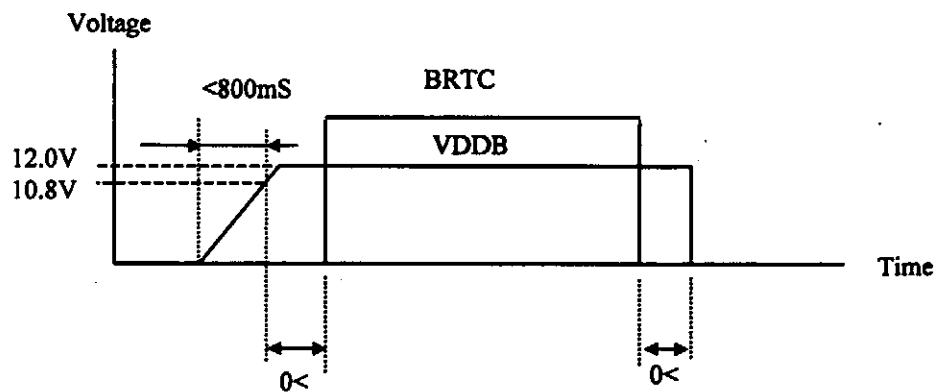 Voltage
<800mS
BRTC
VDDB
12.0V
10.8V
Time
0<
0<